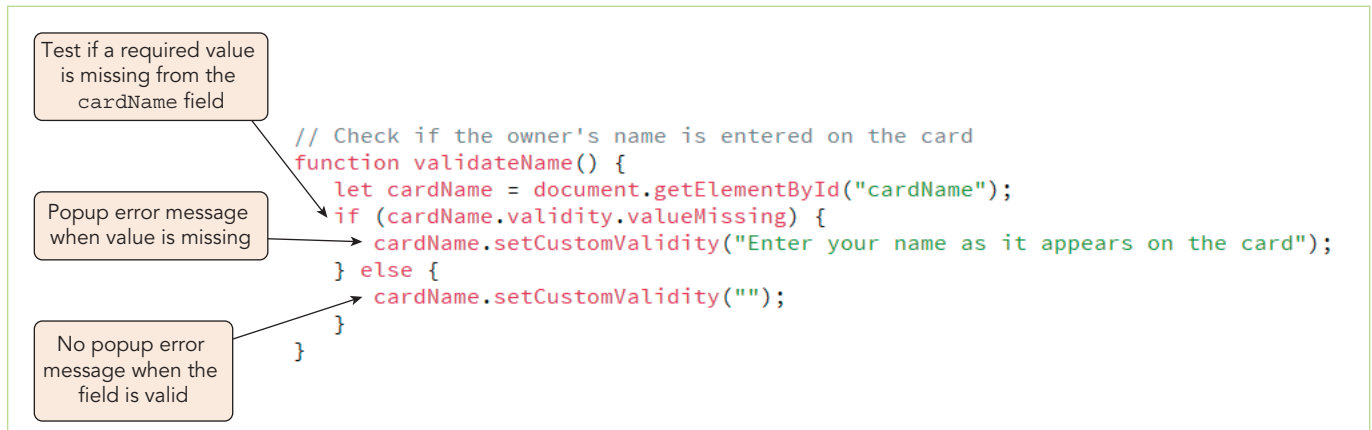 Test if a required value
is missing from the
cardName field
// Check if the owner's name is entered on the card
function validateName() {
let cardName = document.getElementById("cardName");
if (cardName.validity.valueMissing) {
cardName.setCustomValidity("Enter your name as it appears on the card");
} else {
cardName.setCustomValidity("");
}
}
Popup error message
when value is missing
No popup error
message when the
field is valid